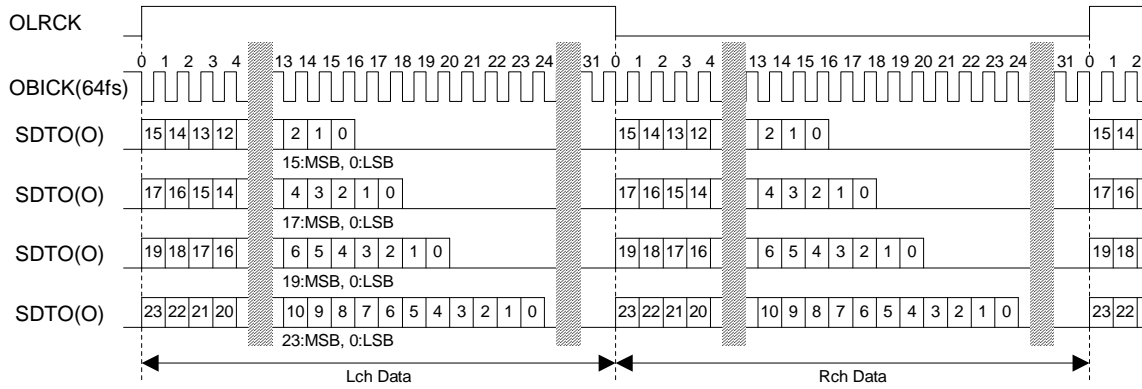 OLRCK
0 1 2 3 4 13 14 15 16 17 18 19 20 21 22 23 24 31 0 1 2 3 4 13 14 15 16 17 18 19 20 21 22 23 24 31 0 1 2
OBICK(64fs)
SDTO(O) 15 14 13 12 2 1 0 15 14 13 12 2 1 0 15 14
15:MSB, 0:LSB
SDTO(O) 17 16 15 14 4 3 2 1 0 17 16 15 14 4 3 2 1 0 17 16
17:MSB, 0:LSB
SDTO(O) 19 18 17 16 6 5 4 3 2 1 0 19 18 17 16 6 5 4 3 2 1 0 19 18
19:MSB, 0:LSB
SDTO(O) 23 22 21 20 10 9 8 7 6 5 4 3 2 1 0 23 22 21 20 10 9 8 7 6 5 4 3 2 1 0 23 22
23:MSB, 0:LSB
Lch Data Rch Data